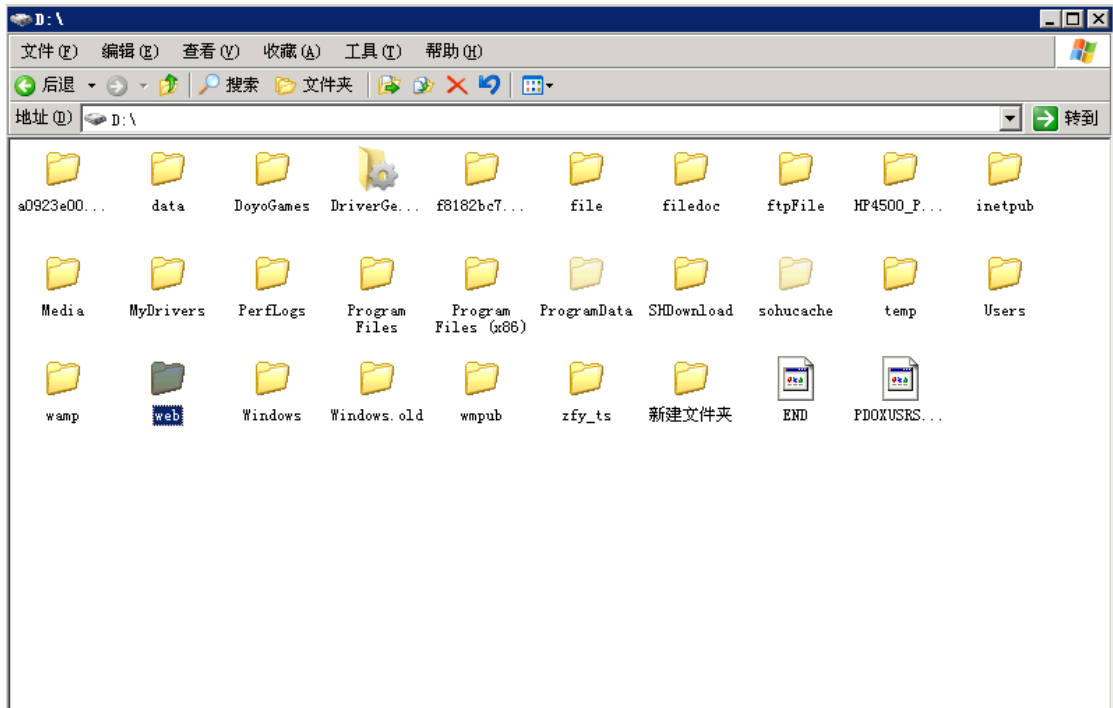 D:\
文件(F) 编辑(E) 查看(V) 收藏(A) 工具(T) 帮助(H)
后退 搜索 文件夹
地址(D) D:\ 转到
a0923e00... data DoyoGames DriverGe... f8182bc7... file filedoc ftpFile HP4500_P... inetpub
Media MyDrivers PerfLogs Program Program ProgramData SHDownload sohucache temp Users
Files Files (x86)
wamp web Windows Windows.old wmpub zfy_ts 新建文件夹 END PDOXUSRS...